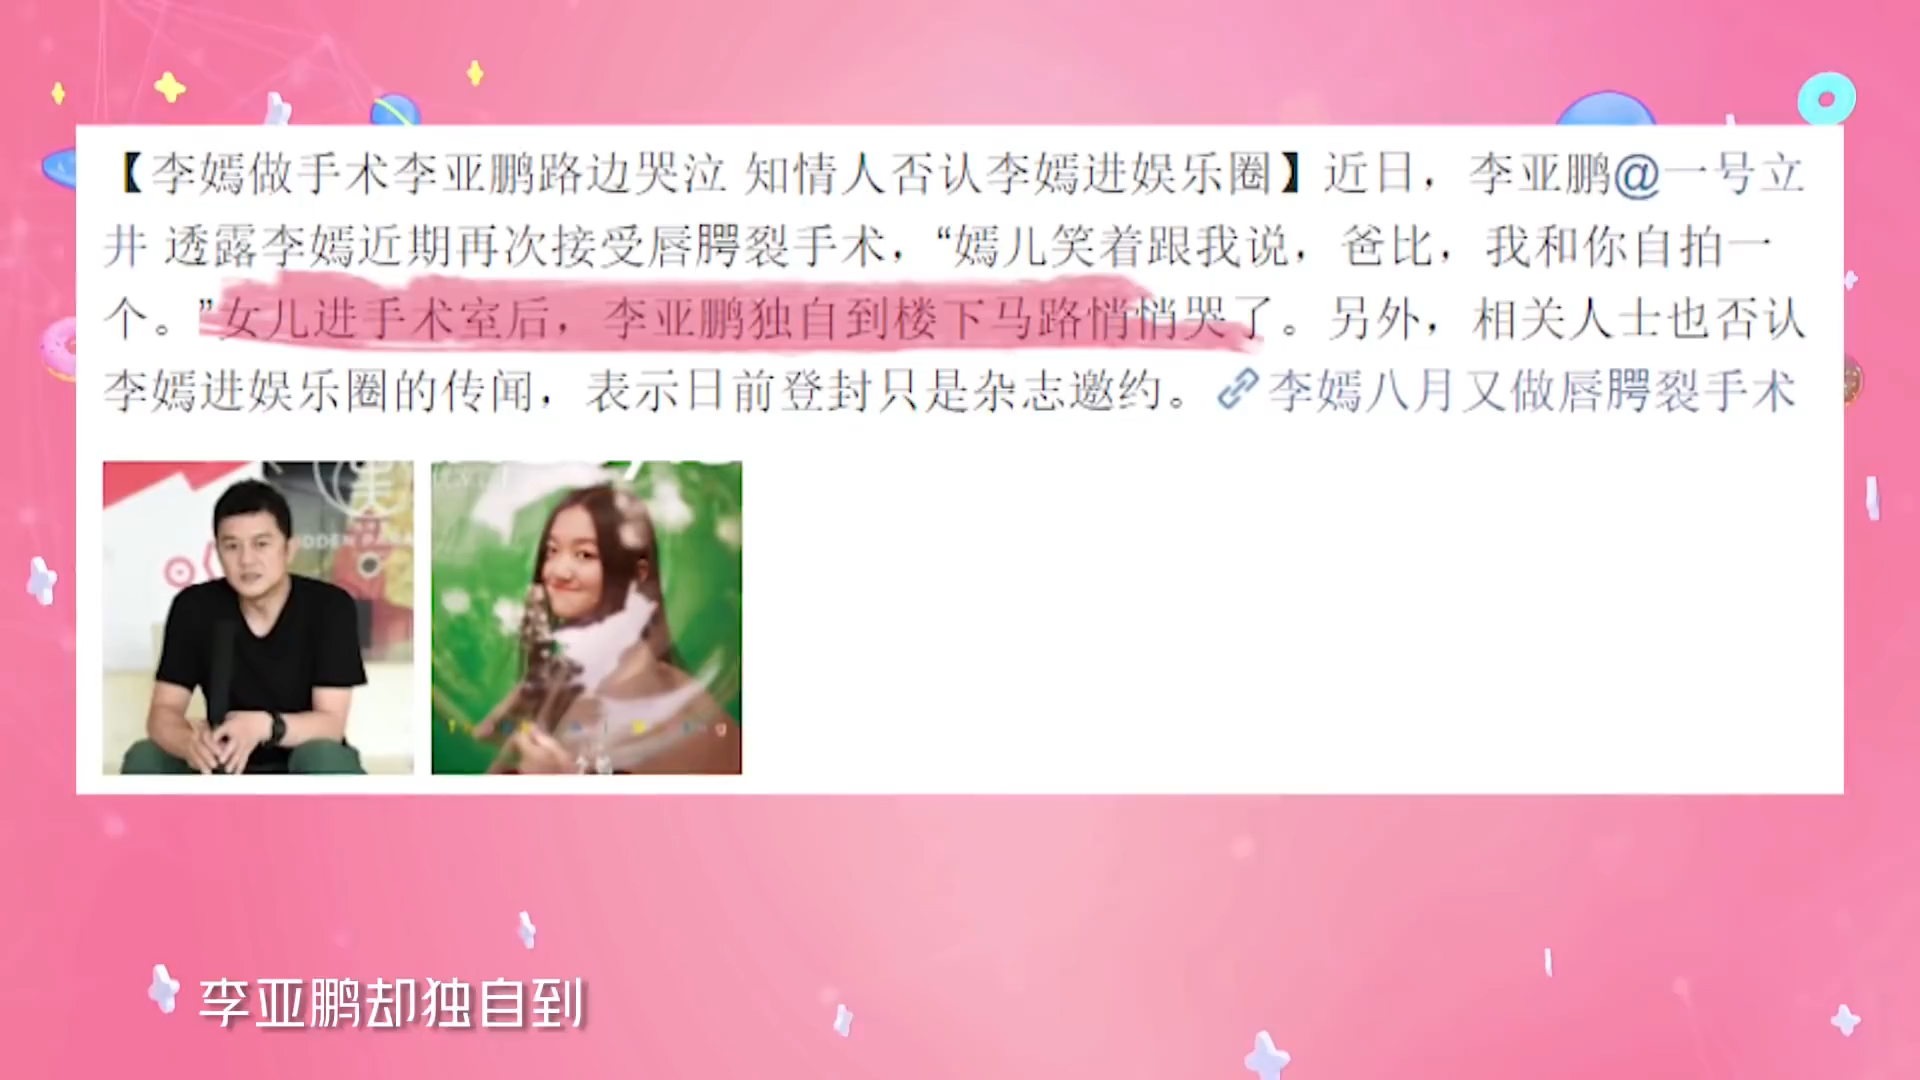 【李嫣做手术李亚鹏路边哭泣 知情人否认李嫣进娱乐圈】近日，李亚鹏@一号立
井 透露李嫣近期再次接受唇腭裂手术，“嫣儿笑着跟我说，爸比，我和你自拍一
个。”女儿进手术室后，李亚鹏独自到楼下马路悄悄哭了。另外，相关人士也否认
李嫣进娱乐圈的传闻，表示日前登封只是杂志邀约。李嫣八月又做唇腭裂手术
李亚鹏却独自到